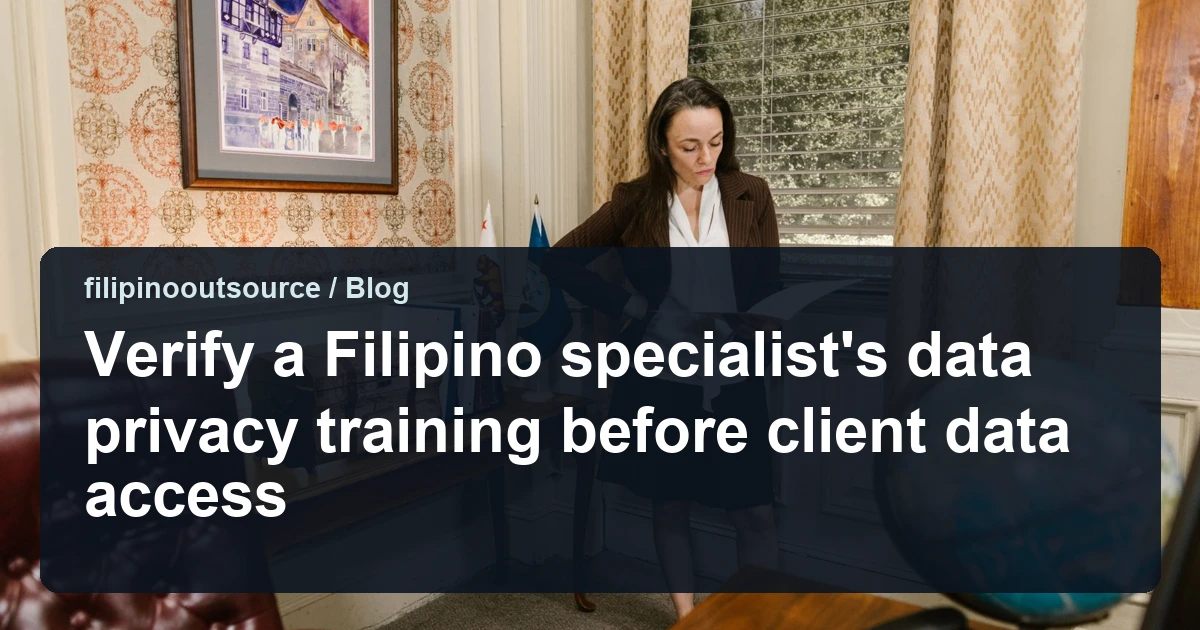 filipinooutsource / Blog
Verify a Filipino specialist's data
privacy training before client data
access